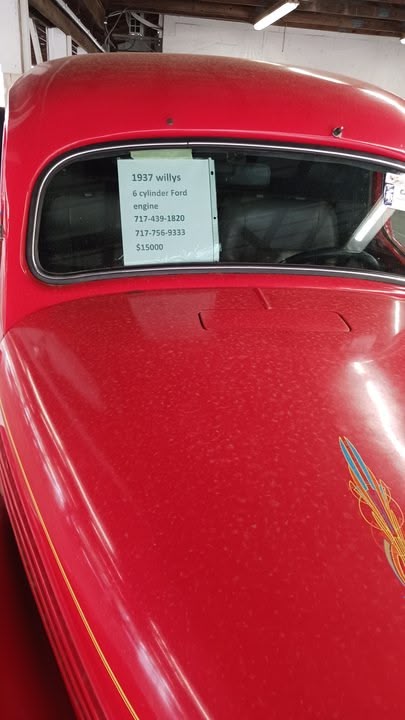 1937 willys
6 cylinder Ford
engine
717-439-1820
717-756-9333
$15000